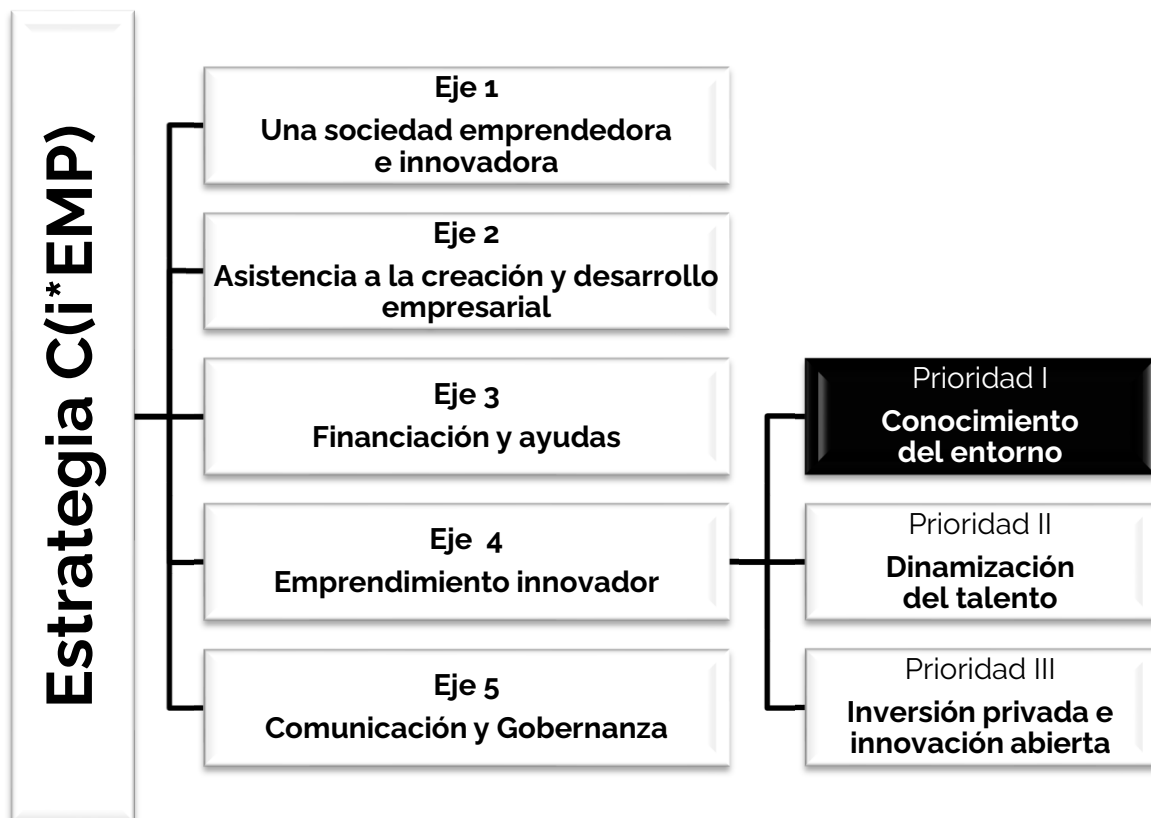 Estrategia C(i*EMP)
Eje 1
Una sociedad emprendedora
e innovadora
Eje 2
Asistencia a la creación y desarrollo
empresarial
Eje 3
Financiación y ayudas
Eje 4
Emprendimiento innovador
Eje 5
Comunicación y Gobernanza
Prioridad I
Conocimiento
del entorno
Prioridad II
Dinamización
del talento
Prioridad III
Inversión privada e
innovación abierta